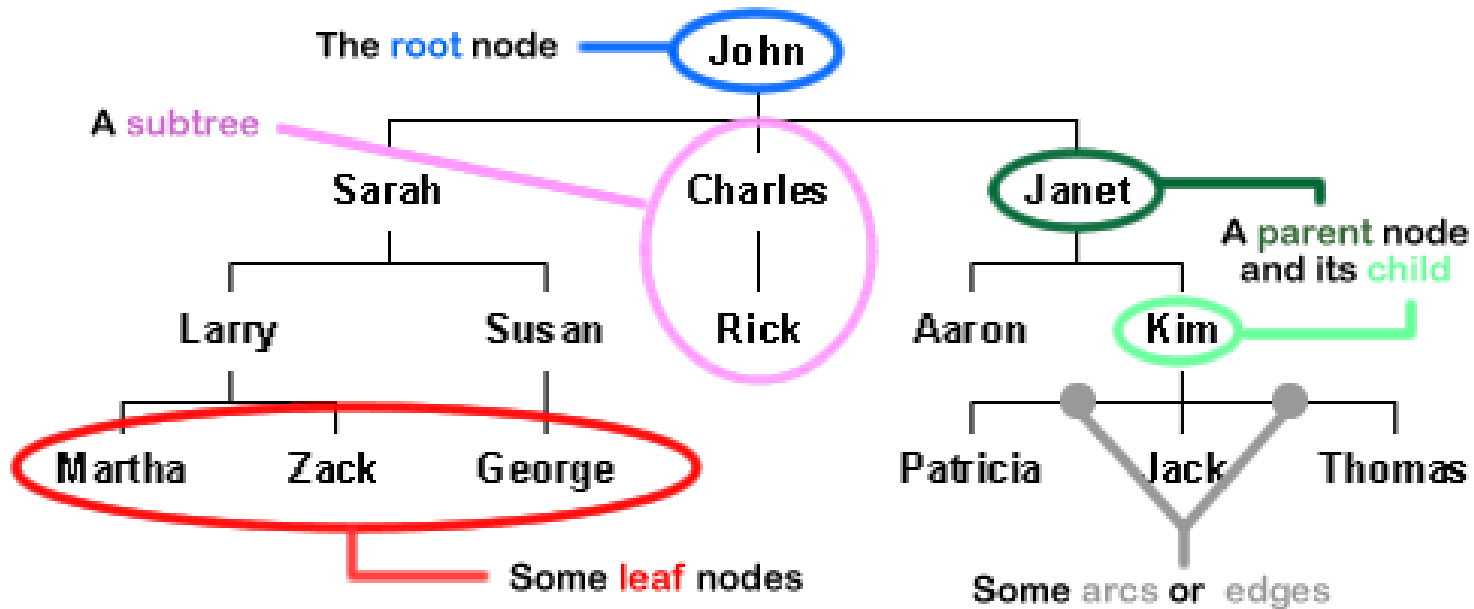 The root node
John
A subtree
Sarah
Charles
Janet
A parent node
and its child
Larry
Susan
Rick
Aaron
Kim
Martha
Zack
George
Patricia
Jack
Thomas
Some leaf nodes
Some arcs or edges